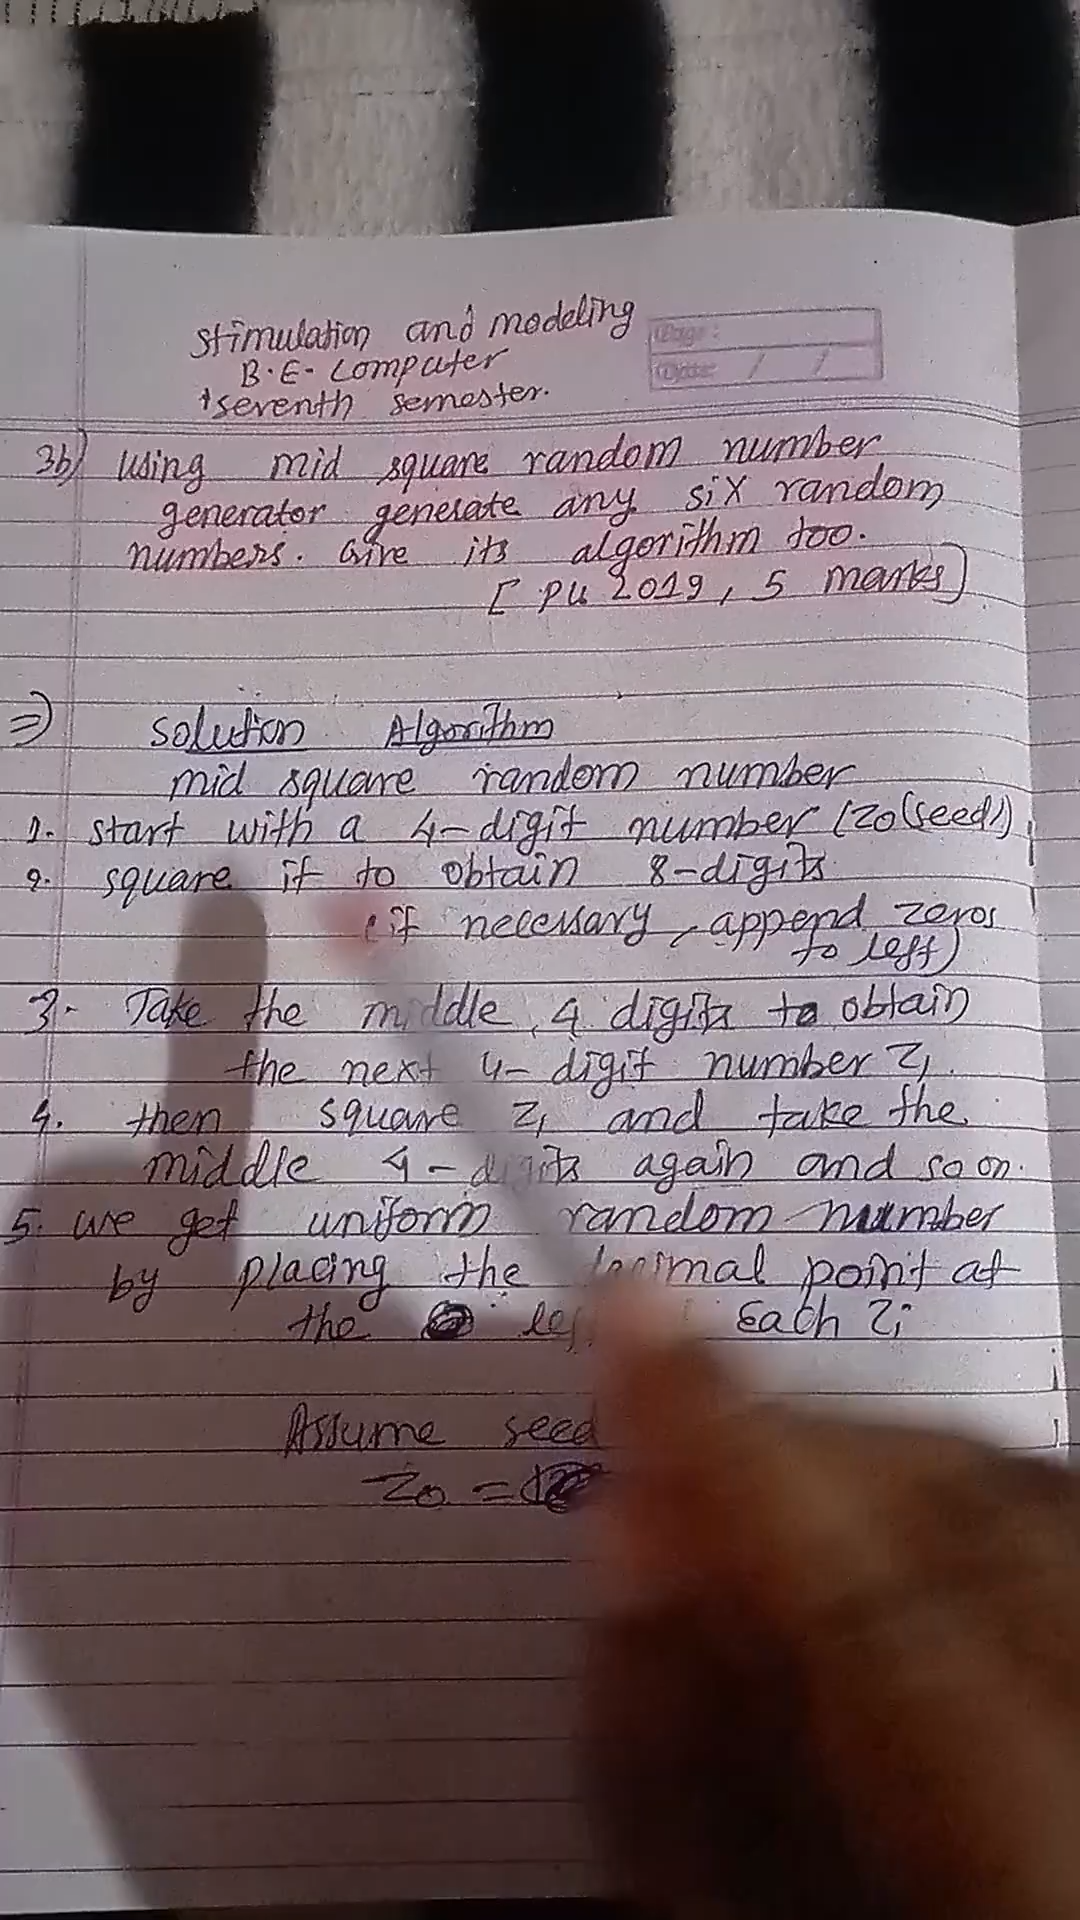 stimulation and modeling
B.E. computer
seventh semester.
Page:
Date: / /
3b) using mid square random number
generator generate any six random
numbers. Give its algorithm too.
[PU 2019, 5 marks]
=) solution Algorithm
mid square random number
1. start with a 4-digit number (Z0(seed))
2. square it to obtain 8-digits
(if necessary, append zeros
to left)
3. Take the middle 4 digits to obtain
the next 4-digit number Z1.
4. then square Z1 and take the
middle 4-digits again and so on.
5. we get uniform random number
by placing the decimal point at
the Each Zi
Assume seed
Z0 =